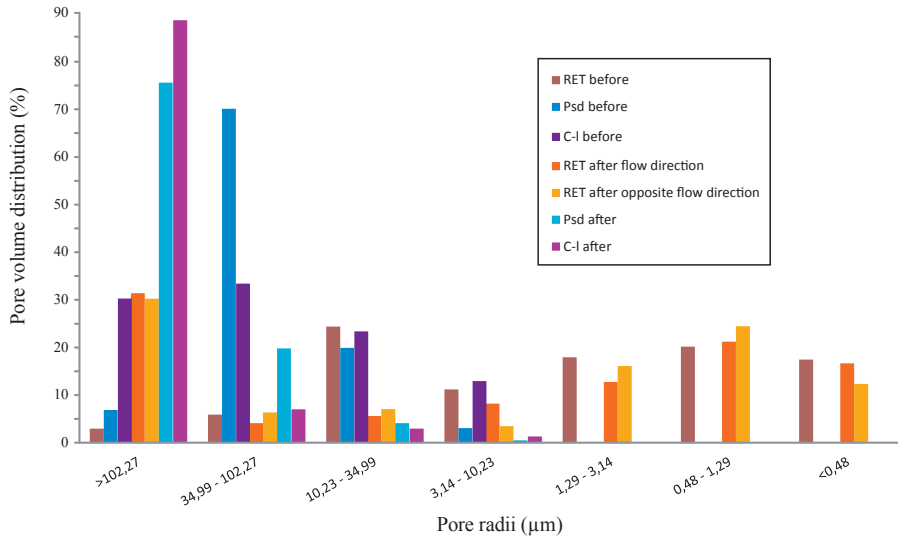 90
80
70
60
50
40
30
20
10
0
Pore volume distribution (%)
RET before
Psd before
C-l before
RET after flow direction
RET after opposite flow direction
Psd after
C-l after
>102,27
34,99 - 102,27
10,23 - 34,99
3,14 - 10,23
1,29 - 3,14
0,48 - 1,29
<0,48
Pore radii (µm)